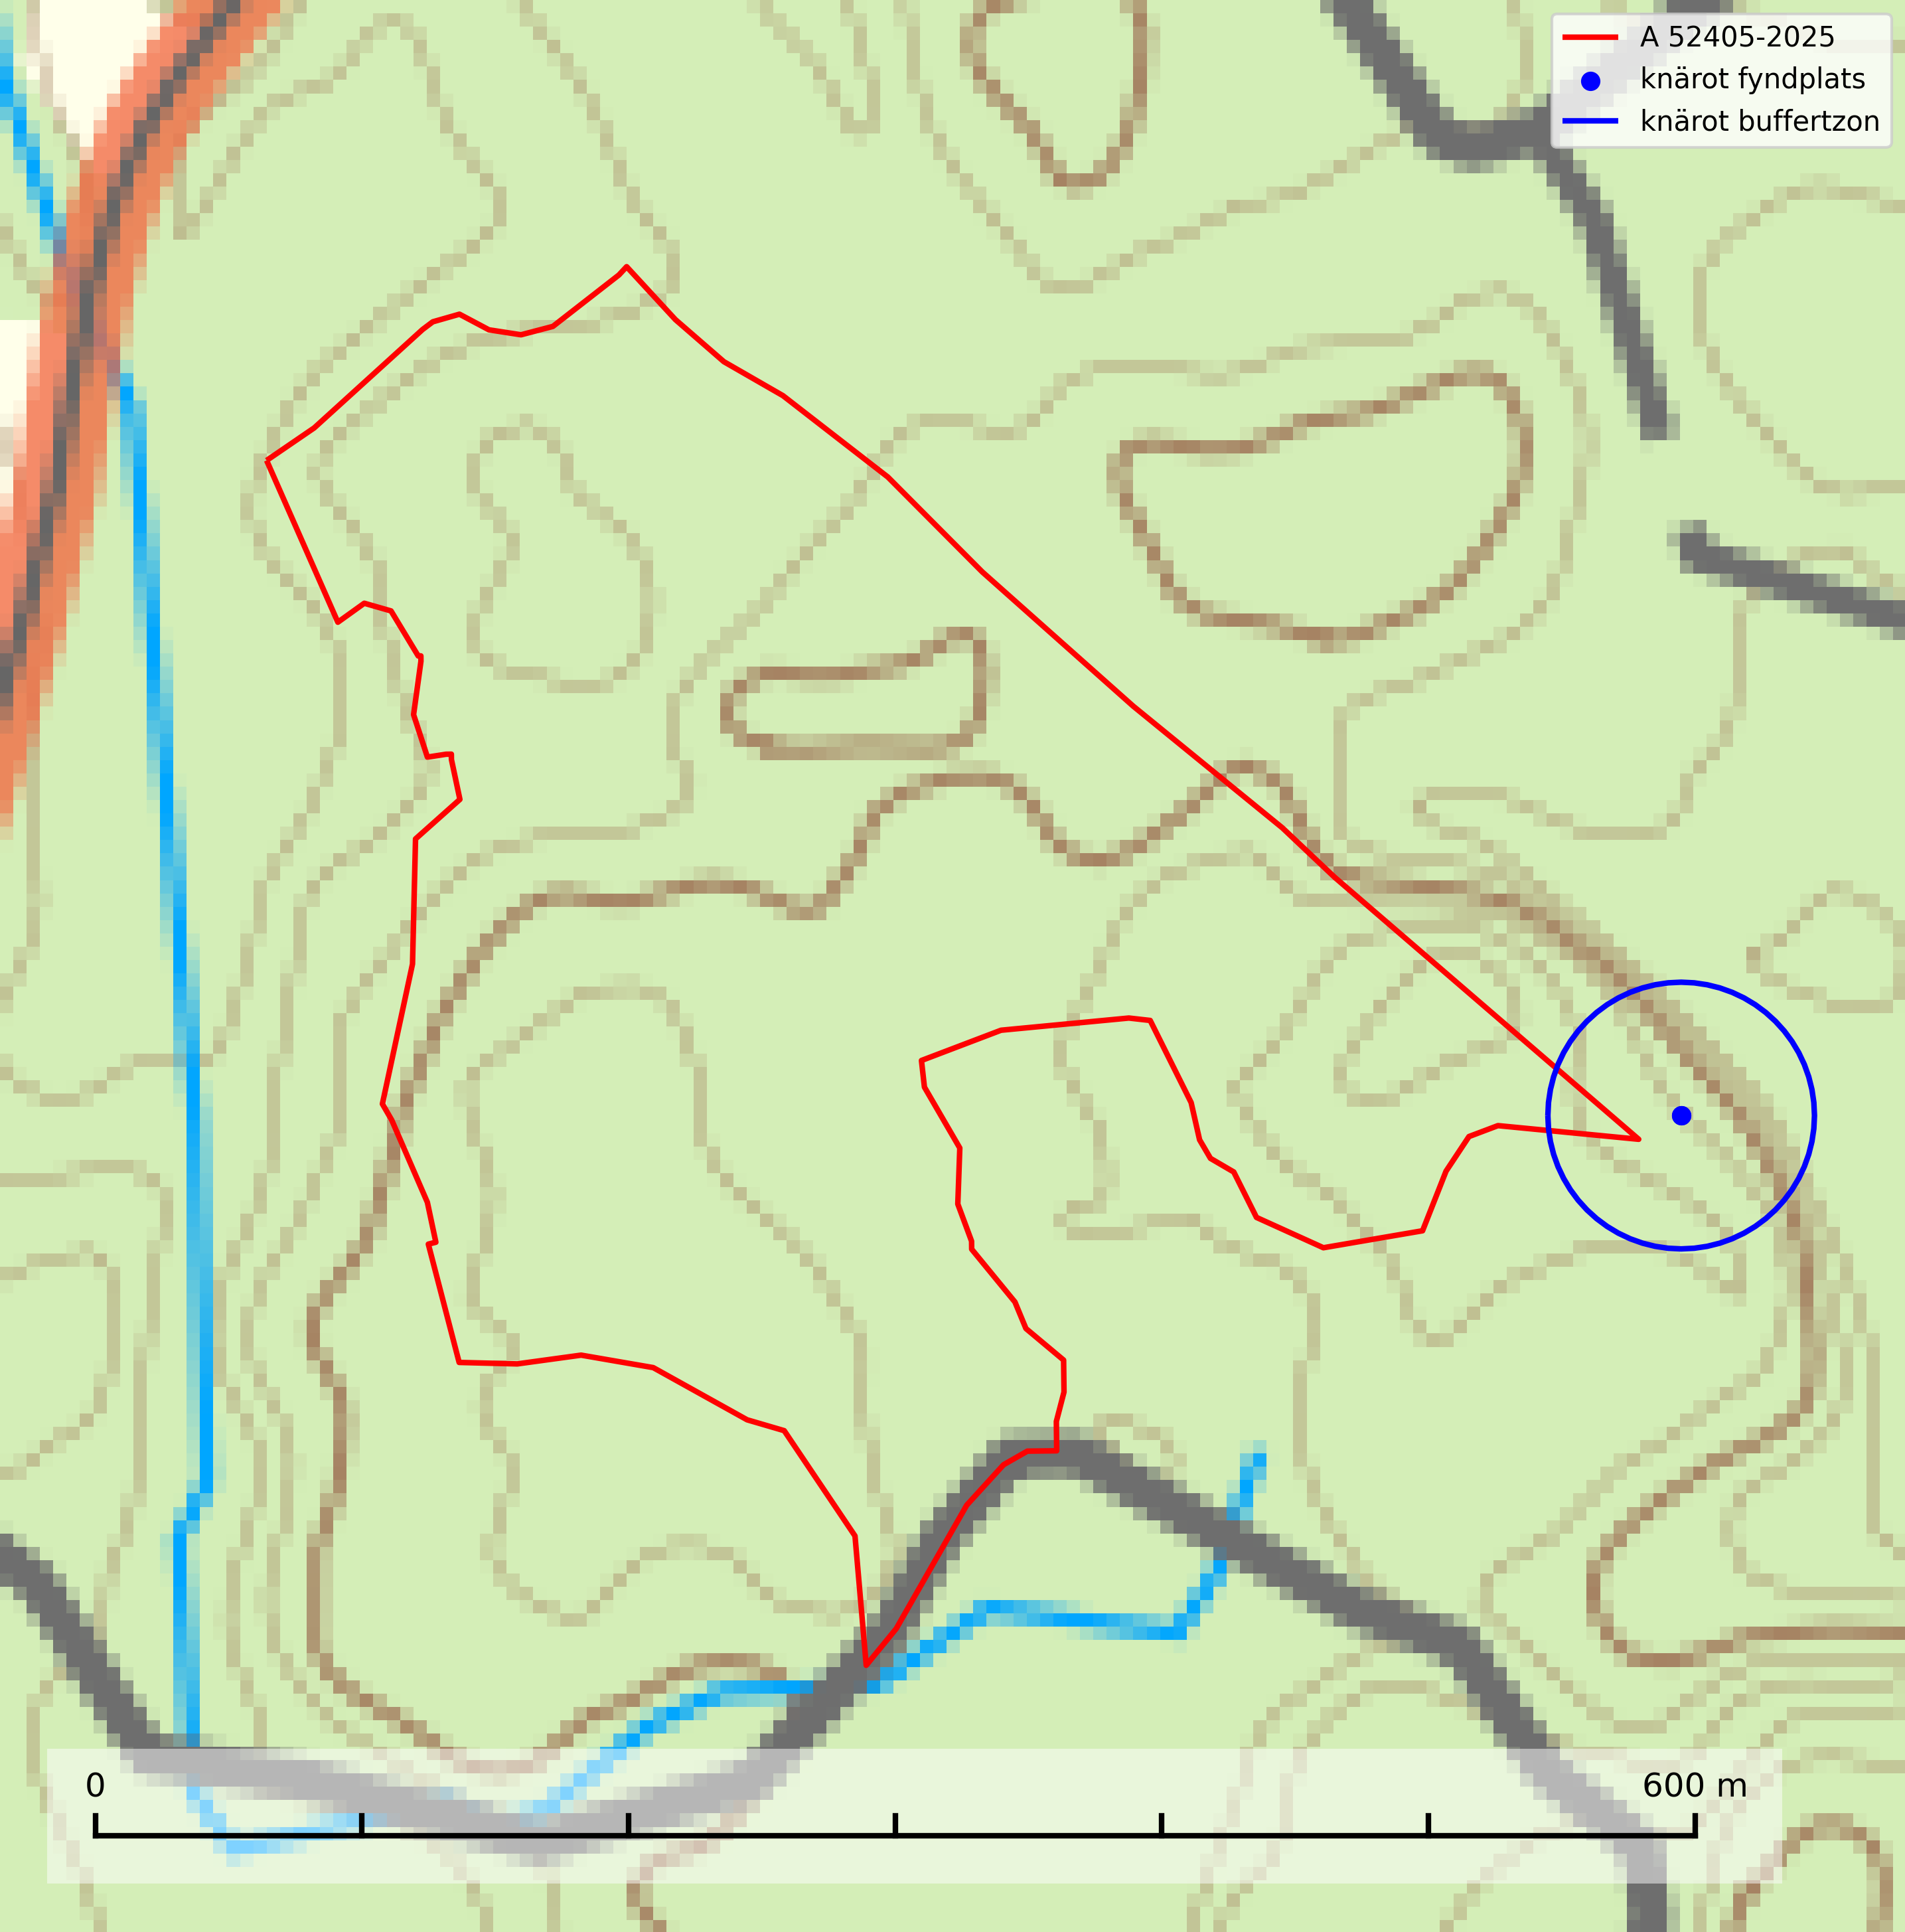 A 52405-2025
knärot fyndplats
knärot buffertzon
0
600 m